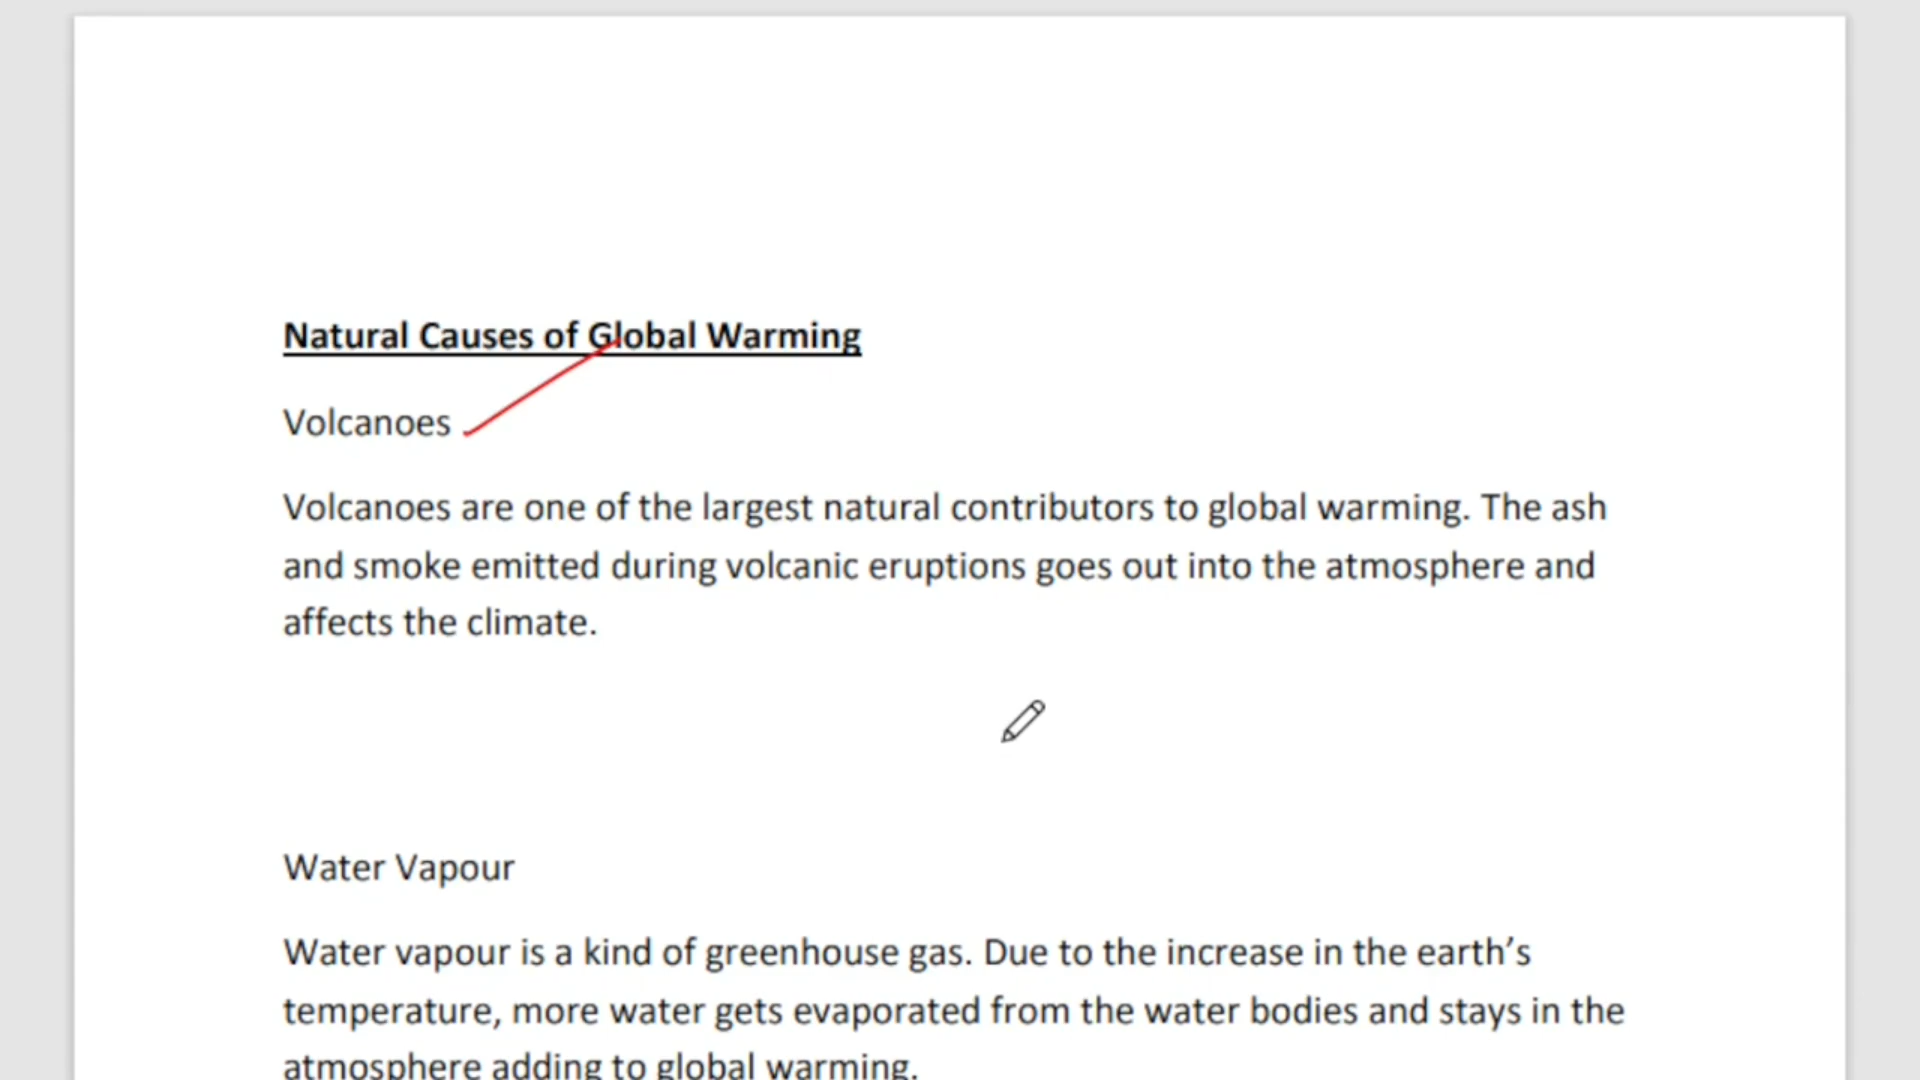 Natural Causes of Global Warming
Volcanoes
Volcanoes are one of the largest natural contributors to global warming. The ash
and smoke emitted during volcanic eruptions goes out into the atmosphere and
affects the climate.
Water Vapour
Water vapour is a kind of greenhouse gas. Due to the increase in the earth’s
temperature, more water gets evaporated from the water bodies and stays in the
atmosphere adding to global warming.